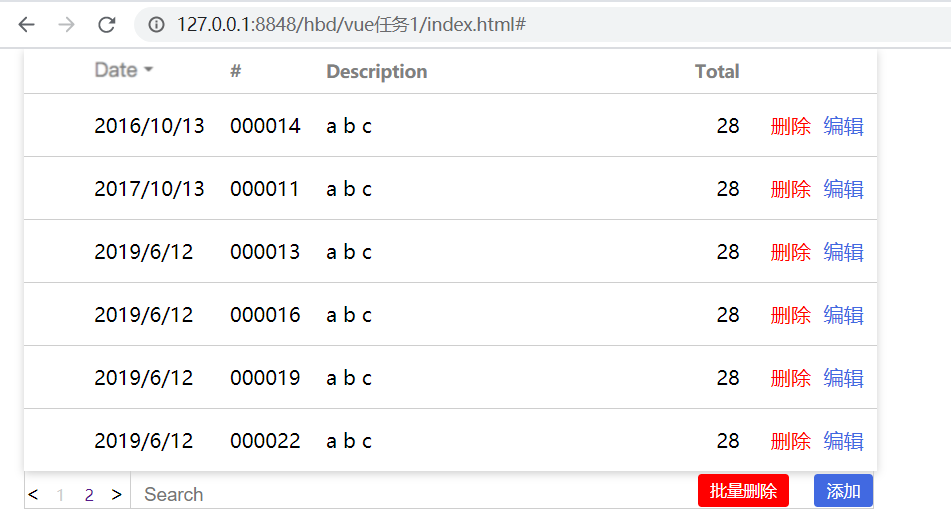 127.0.0.1:8848/hbd/vue任务1/index.html#
Date # Description Total
2016/10/13 000014 a b c 28 删除 编辑
2017/10/13 000011 a b c 28 删除 编辑
2019/6/12 000013 a b c 28 删除 编辑
2019/6/12 000016 a b c 28 删除 编辑
2019/6/12 000019 a b c 28 删除 编辑
2019/6/12 000022 a b c 28 删除 编辑
< 1 2 > Search 批量删除 添加